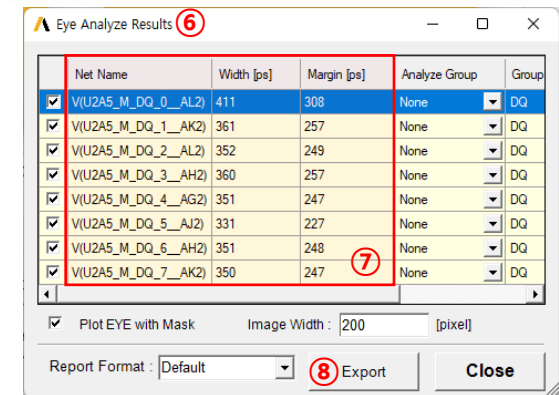 Eye Analyze Results ⑥
Net Name Width [ps] Margin [ps] Analyze Group Group
V(U2A5_M_DQ_0__AL2) 411 308 None DQ
V(U2A5_M_DQ_1__AK2) 361 257 None DQ
V(U2A5_M_DQ_2__AL2) 352 249 None DQ
V(U2A5_M_DQ_3__AH2) 360 257 None DQ
V(U2A5_M_DQ_4__AG2) 351 247 None DQ
V(U2A5_M_DQ_5__AJ2) 331 227 None DQ
V(U2A5_M_DQ_6__AH2) 351 248 None DQ
V(U2A5_M_DQ_7__AK2) 350 247 ⑦ None DQ
Plot EYE with Mask Image Width : 200 [pixel]
Report Format : Default ⑧ Export Close